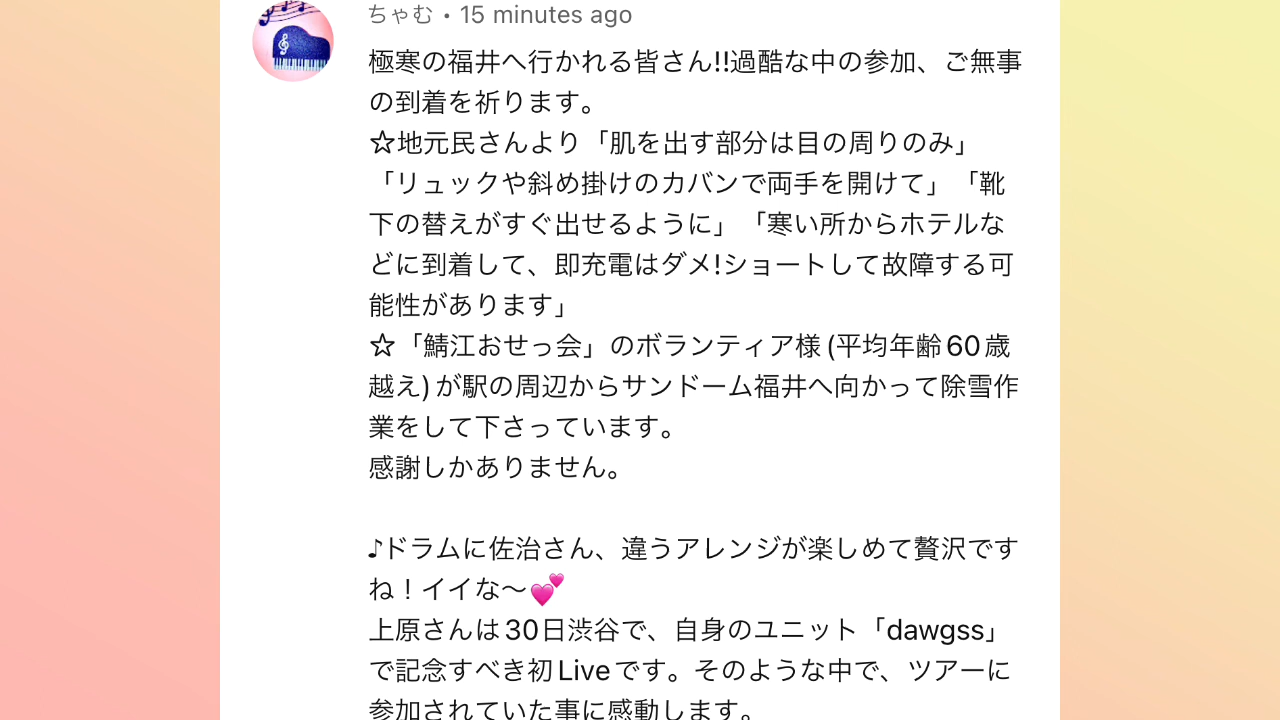 ちゃむ • 15 minutes ago
極寒の福井へ行かれる皆さん!!過酷な中の参加、ご無事
の到着を祈ります。
☆地元民さんより「肌を出す部分は目の周りのみ」
「リュックや斜め掛けのカバンで両手を開けて」「靴
下の替えがすぐ出せるように」「寒い所からホテルな
どに到着して、即充電はダメ!ショートして故障する可
能性があります」
☆「鯖江おせっ会」のボランティア様(平均年齢60歳
越え)が駅の周辺からサンドーム福井へ向かって除雪作
業をして下さっています。
感謝しかありません。
♪ドラムに佐治さん、違うアレンジが楽しめて贅沢です
ね！イイな〜💕
上原さんは30日渋谷で、自身のユニット「dawgss」
で記念すべき初Liveです。そのような中で、ツアーに
参加されていた事に感動します。